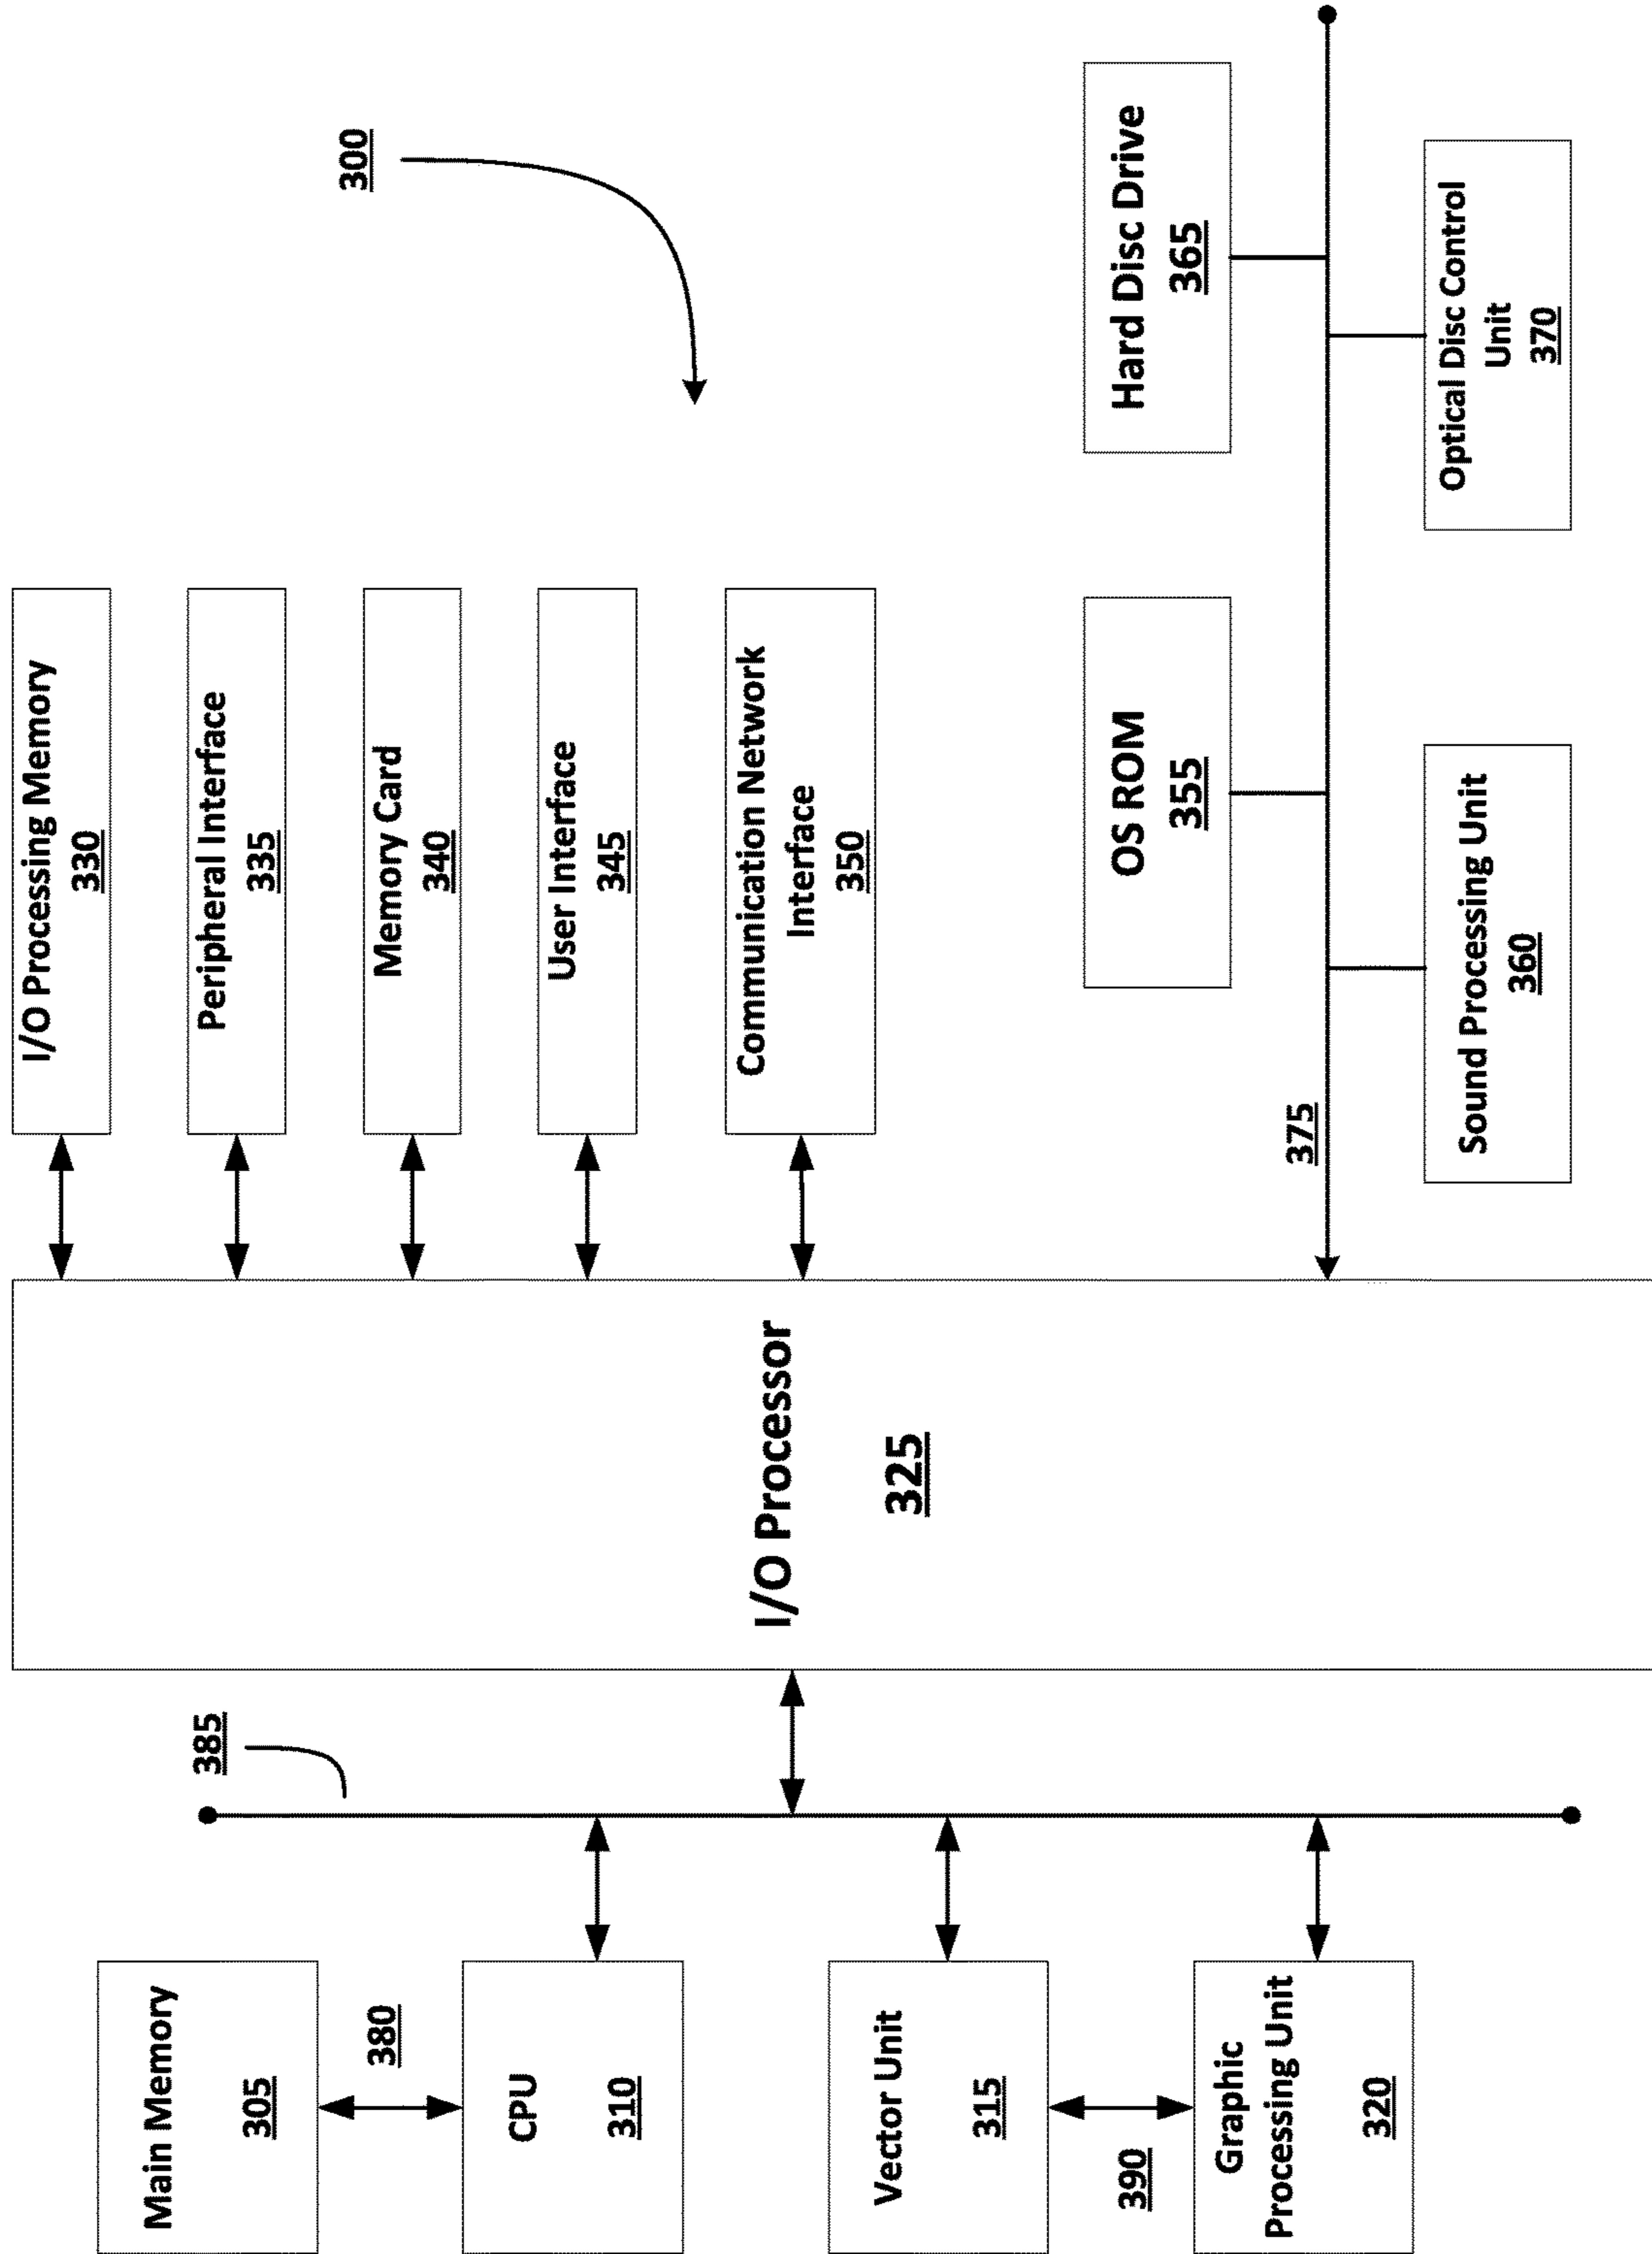 300
Main Memory
305
380
CPU
310
Vector Unit
315
390
Graphic
Processing Unit
320
385
I/O Processor
325
I/O Processing Memory
330
Peripheral Interface
335
Memory Card
340
User Interface
345
Communication Network
Interface
350
375
OS ROM
355
Sound Processing Unit
360
Hard Disc Drive
365
Optical Disc Control
Unit
370